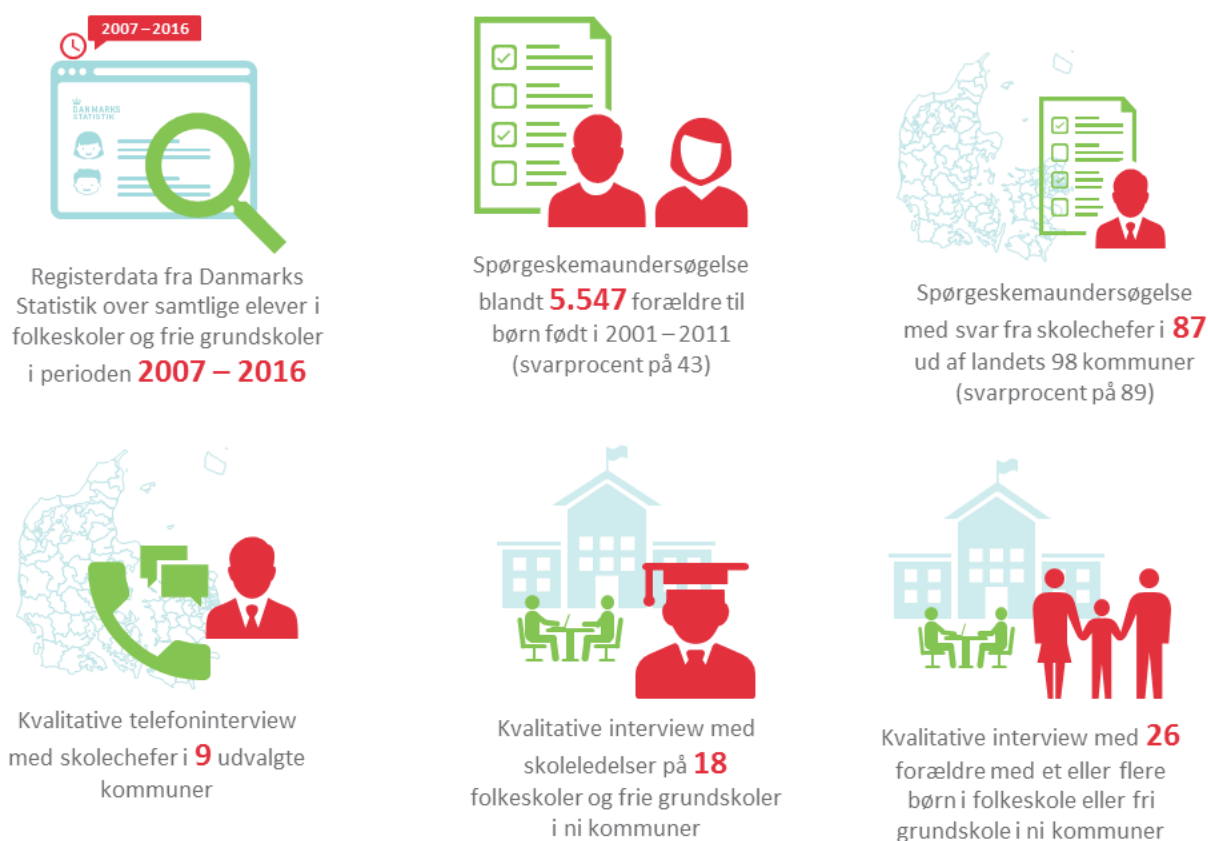 2007 – 2016
DANMARKS
STATISTIK
Registerdata fra Danmarks
Statistik over samtlige elever i
folkeskoler og frie grundskoler
i perioden 2007 – 2016
Spørgeskemaundersøgelse
blandt 5.547 forældre til
børn født i 2001 – 2011
(svarprocent på 43)
Spørgeskemaundersøgelse
med svar fra skolechefer i 87
ud af landets 98 kommuner
(svarprocent på 89)
Kvalitative telefoninterview
med skolechefer i 9 udvalgte
kommuner
Kvalitative interview med
skoleledelser på 18
folkeskoler og frie grundskoler
i ni kommuner
Kvalitative interview med 26
forældre med et eller flere
børn i folkeskole eller fri
grundskole i ni kommuner